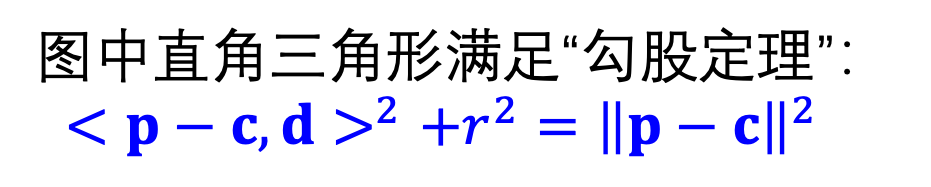 图中直角三角形满足“勾股定理”：
< 𝐩 − 𝐜, 𝐝 >² +𝑟² = ‖𝐩 − 𝐜‖²